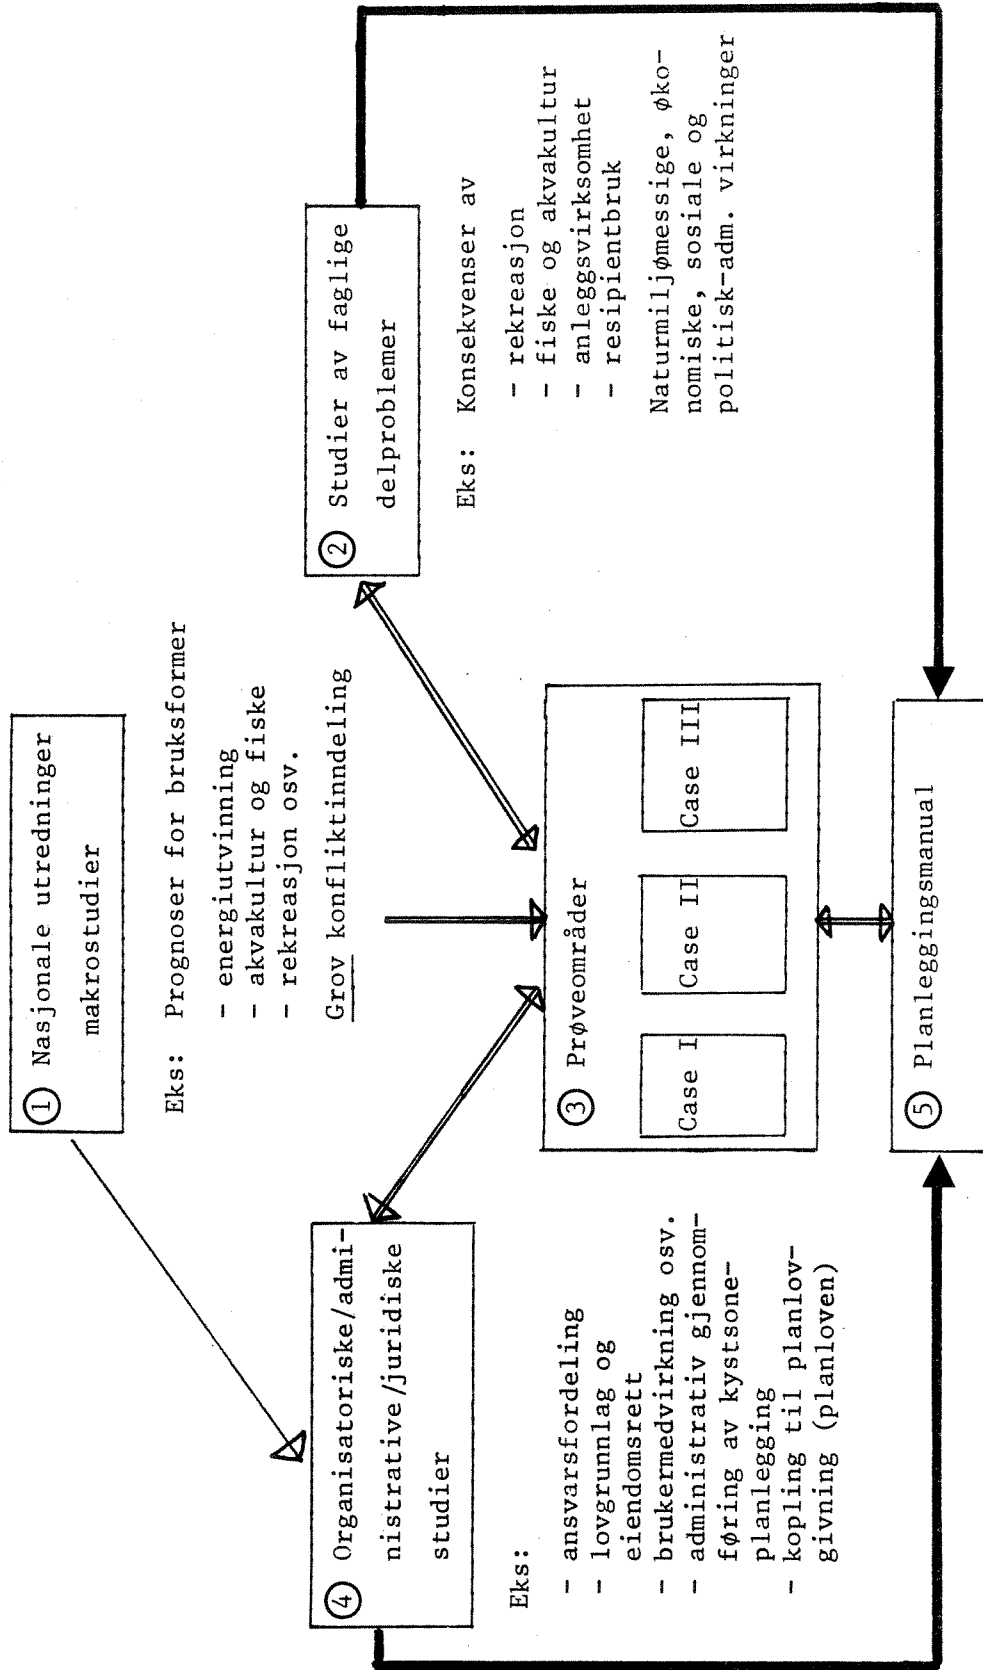 ① Nasjonale utredninger
makrostudier
Eks: Prognoser for bruksformer
- energiutvinning
- akvakultur og fiske
- rekreasjon osv.
Grov konfliktinndeling
④ Organisatoriske/admi-
nistrative/juridiske
studier
Eks:
- ansvarsfordeling
- lovgrunnlag og
eiendomsrett
- brukermedvirkning osv.
- administrativ gjennom-
føring av kystsone-
planlegging
- kopling til planlov-
givning (planloven)
② Studier av faglige
delproblemer
Eks: Konsekvenser av
- rekreasjon
- fiske og akvakultur
- anleggsvirksomhet
- resipientbruk
Naturmiljømessige, øko-
nomiske, sosiale og
politisk-adm. virkninger
③ Prøveområder
Case I
Case II
Case III
⑤ Planleggingsmanual